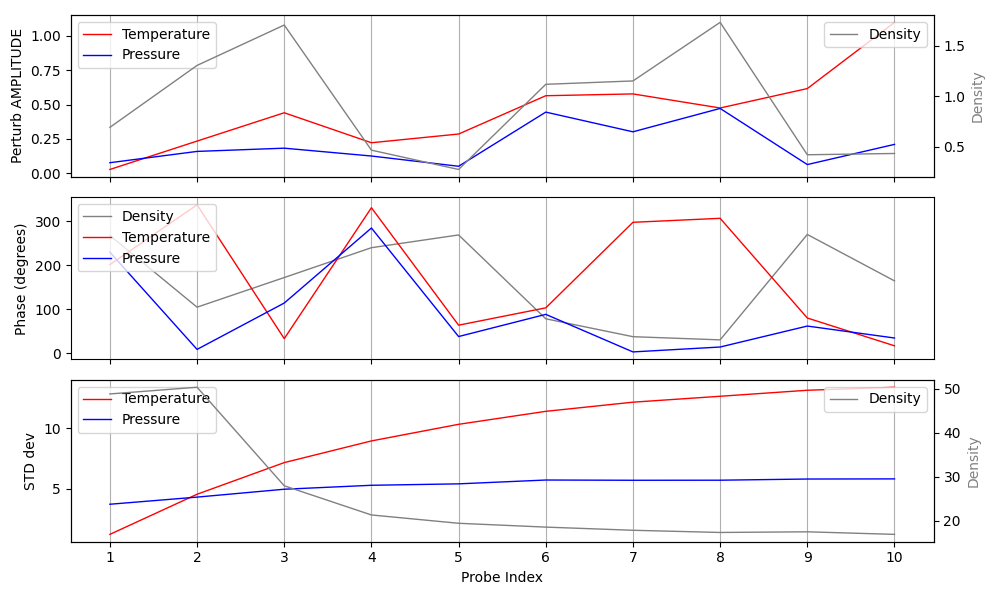 Perturb AMPLITUDE
1.00
0.75
0.50
0.25
0.00
Temperature
Pressure
Density
1.5
1.0
0.5
Density
Phase (degrees)
300
200
100
0
Density
Temperature
Pressure
STD dev
10
5
Temperature
Pressure
Density
50
40
30
20
Density
1 2 3 4 5 6 7 8 9 10
Probe Index